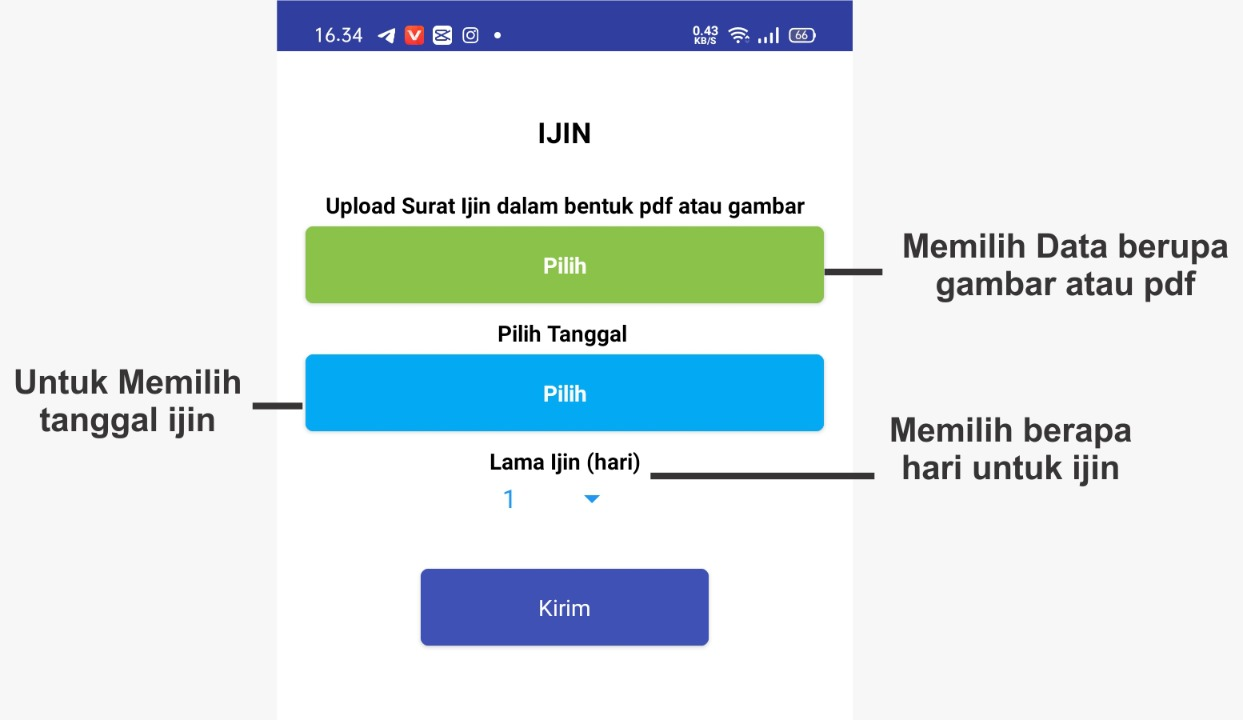 16.34
0.43
KB/S
66
IJIN
Upload Surat Ijin dalam bentuk pdf atau gambar
Pilih
Memilih Data berupa
gambar atau pdf
Pilih Tanggal
Pilih
Untuk Memilih
tanggal ijin
Lama Ijin (hari)
1
Memilih berapa
hari untuk ijin
Kirim